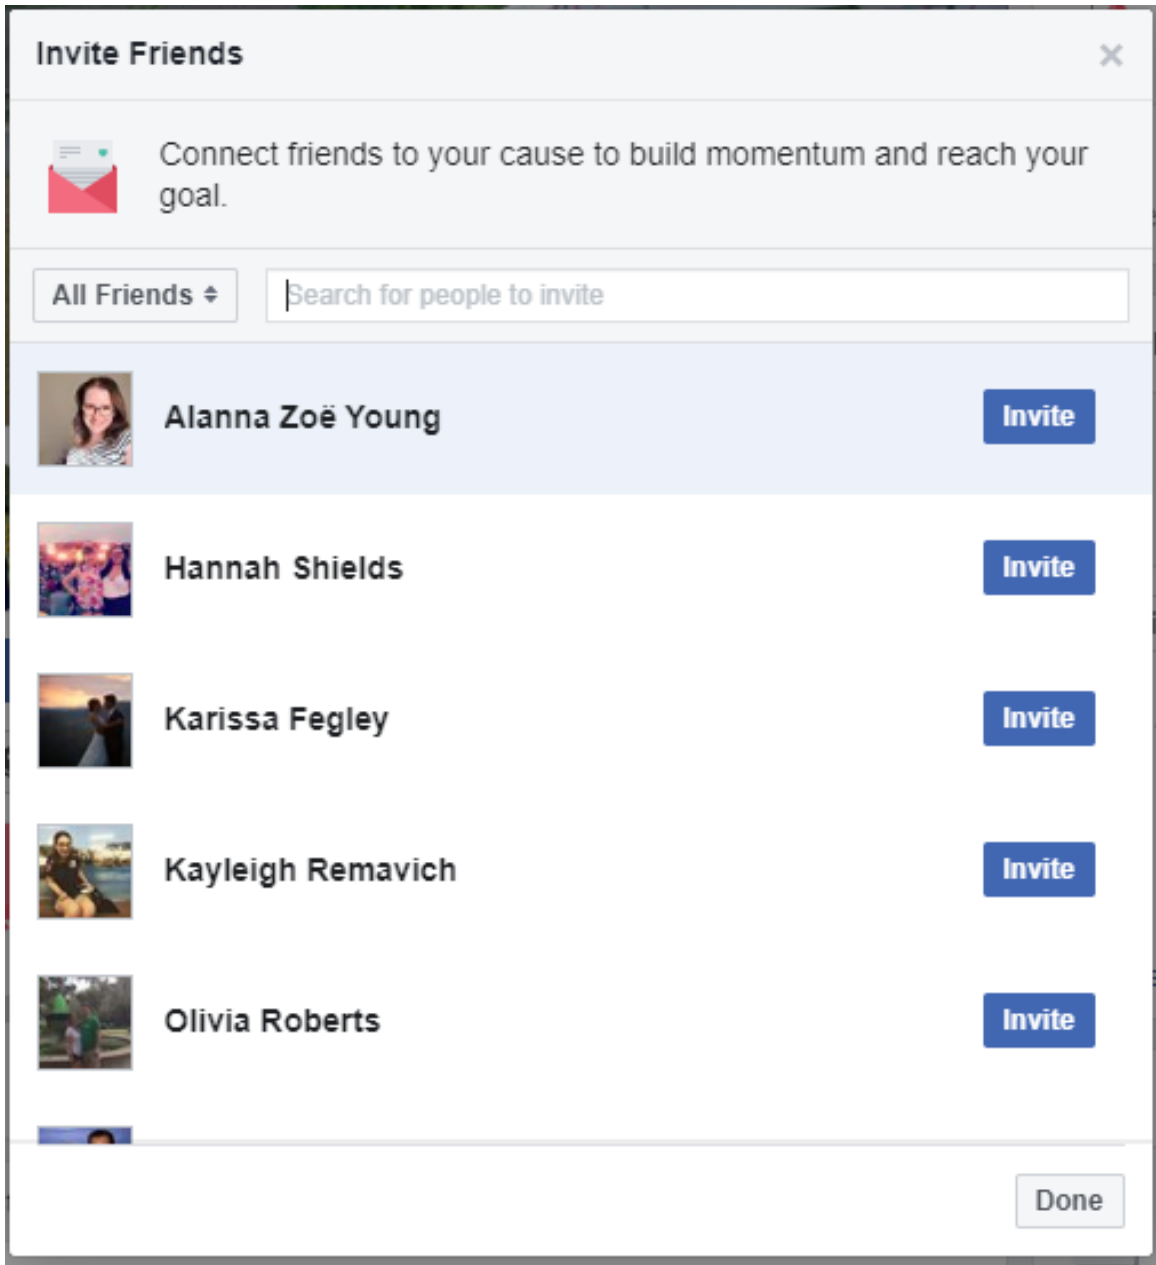 Invite Friends
Connect friends to your cause to build momentum and reach your
goal.
All Friends
Search for people to invite
Alanna Zoë Young
Invite
Hannah Shields
Invite
Karissa Fegley
Invite
Kayleigh Remavich
Invite
Olivia Roberts
Invite
Done